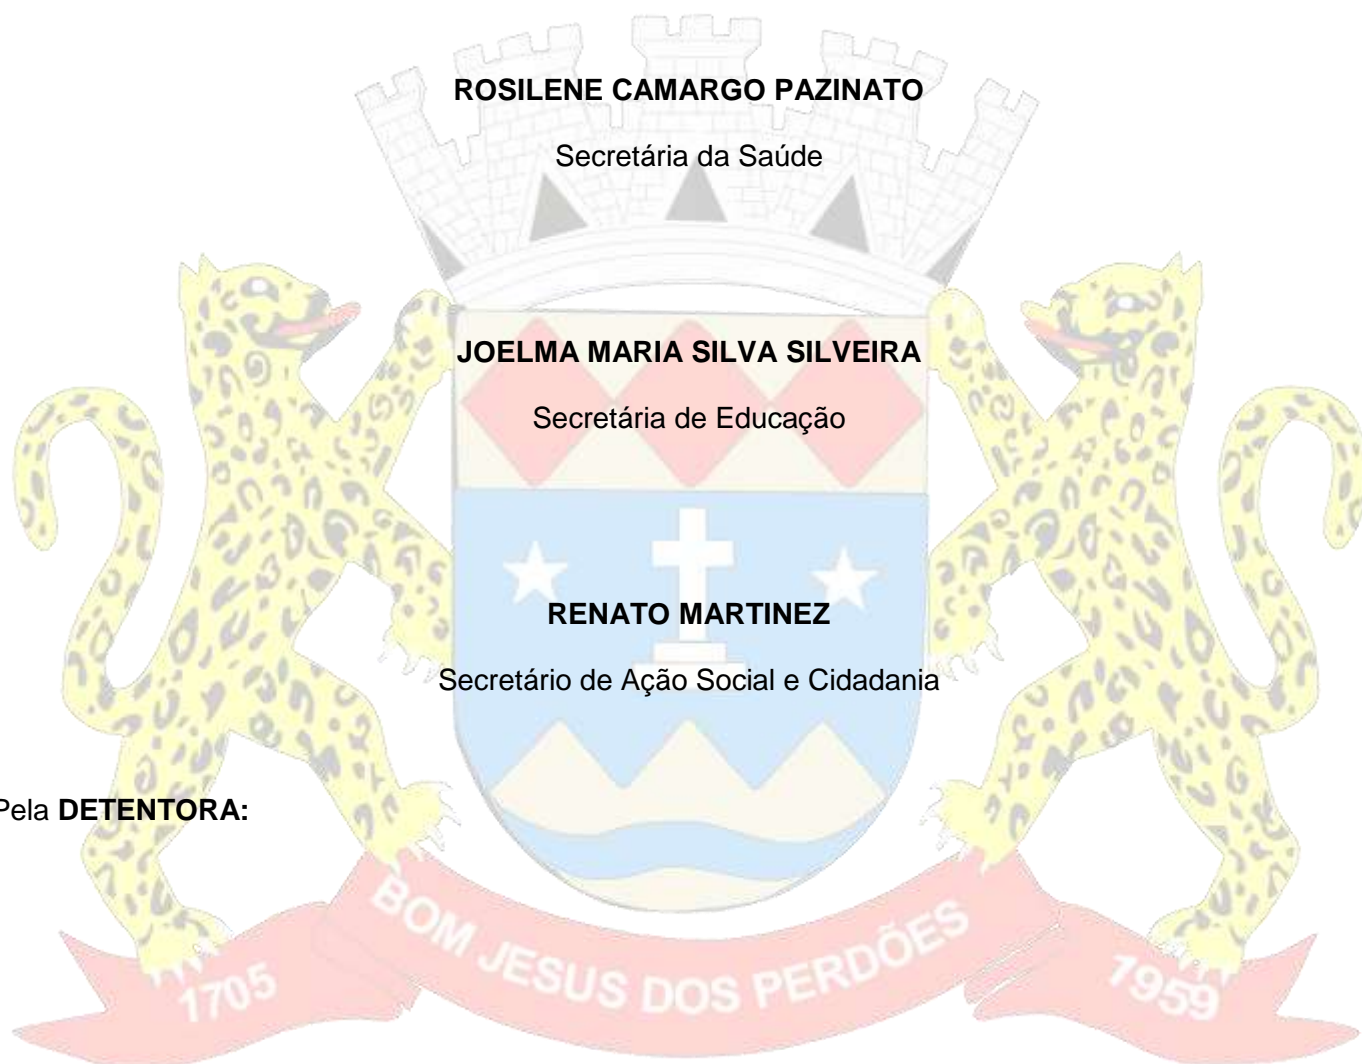 ROSILENE CAMARGO PAZINATO
Secretária da Saúde
JOELMA MARIA SILVA SILVEIRA
Secretária de Educação
RENATO MARTINEZ
Secretário de Ação Social e Cidadania
Pela DETENTORA:
BOM JESUS DOS PERDÕES
1705
1959